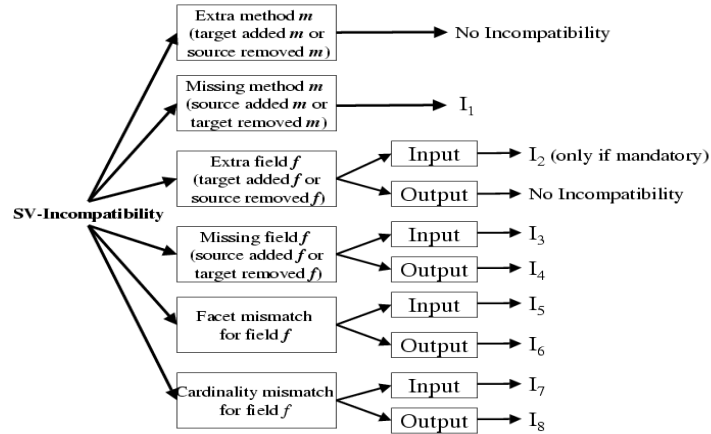 Extra method m
(target added m or
source removed m)
No Incompatibility
Missing method m
(source added m or
target removed m)
I1
Extra field f
(target added f or
source removed f)
Input
I2 (only if mandatory)
Output
No Incompatibility
SV-Incompatibility
Missing field f
(source added f or
target removed f)
Input
I3
Output
I4
Facet mismatch
for field f
Input
I5
Output
I6
Cardinality mismatch
for field f
Input
I7
Output
I8